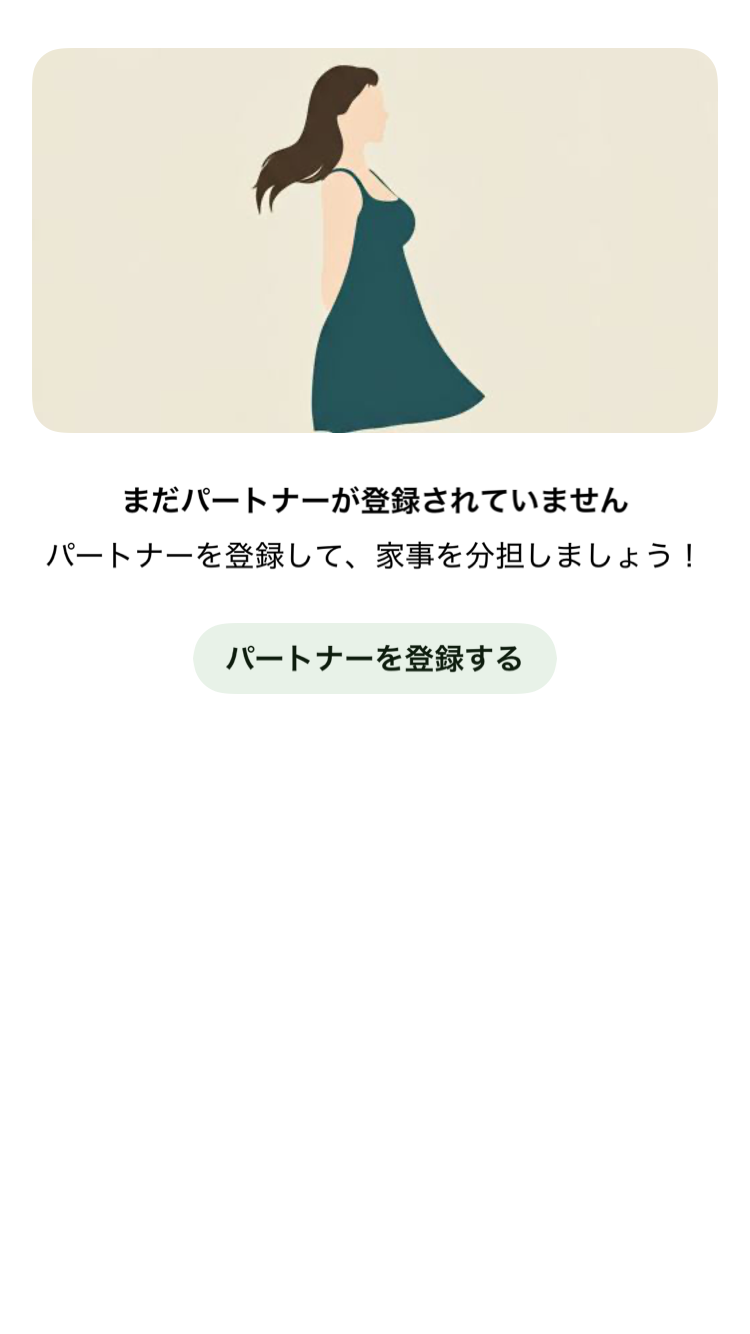 まだパートナーが登録されていません
パートナーを登録して、家事を分担しましょう！
パートナーを登録する